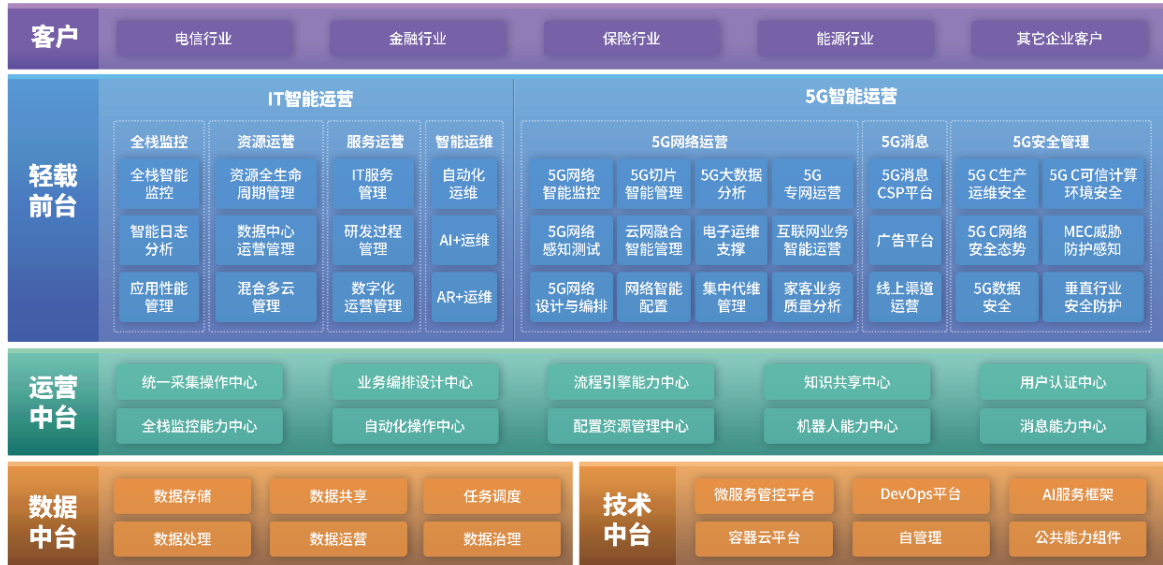 客户
电信行业
金融行业
保险行业
能源行业
其它企业客户
轻载
前台
IT智能运营
全栈监控
资源运营
服务运营
智能运维
全栈智能
监控
资源全生命
周期管理
IT服务
管理
自动化
运维
智能日志
分析
数据中心
运营管理
研发过程
管理
AI+运维
应用性能
管理
混合多云
管理
数字化
运营管理
AR+运维
5G智能运营
5G网络运营
5G消息
5G安全管理
5G网络
智能监控
5G切片
智能管理
5G大数据
分析
5G
专网运营
5G消息
CSP平台
5G C生产
运维安全
5G C可信计算
环境安全
5G网络
感知测试
云网融合
智能管理
电子运维
支撑
互联网业务
智能运营
广告平台
5G C网络
安全态势
MEC威胁
防护感知
5G网络
设计与编排
网络智能
配置
集中代维
管理
家客业务
质量分析
线上渠道
运营
5G数据
安全
垂直行业
安全防护
运营
中台
统一采集操作中心
业务编排设计中心
流程引擎能力中心
知识共享中心
用户认证中心
全栈监控能力中心
自动化操作中心
配置资源管理中心
机器人能力中心
消息能力中心
数据
中台
数据存储
数据共享
任务调度
数据处理
数据运营
数据治理
技术
中台
微服务管控平台
DevOps平台
AI服务框架
容器云平台
自管理
公共能力组件